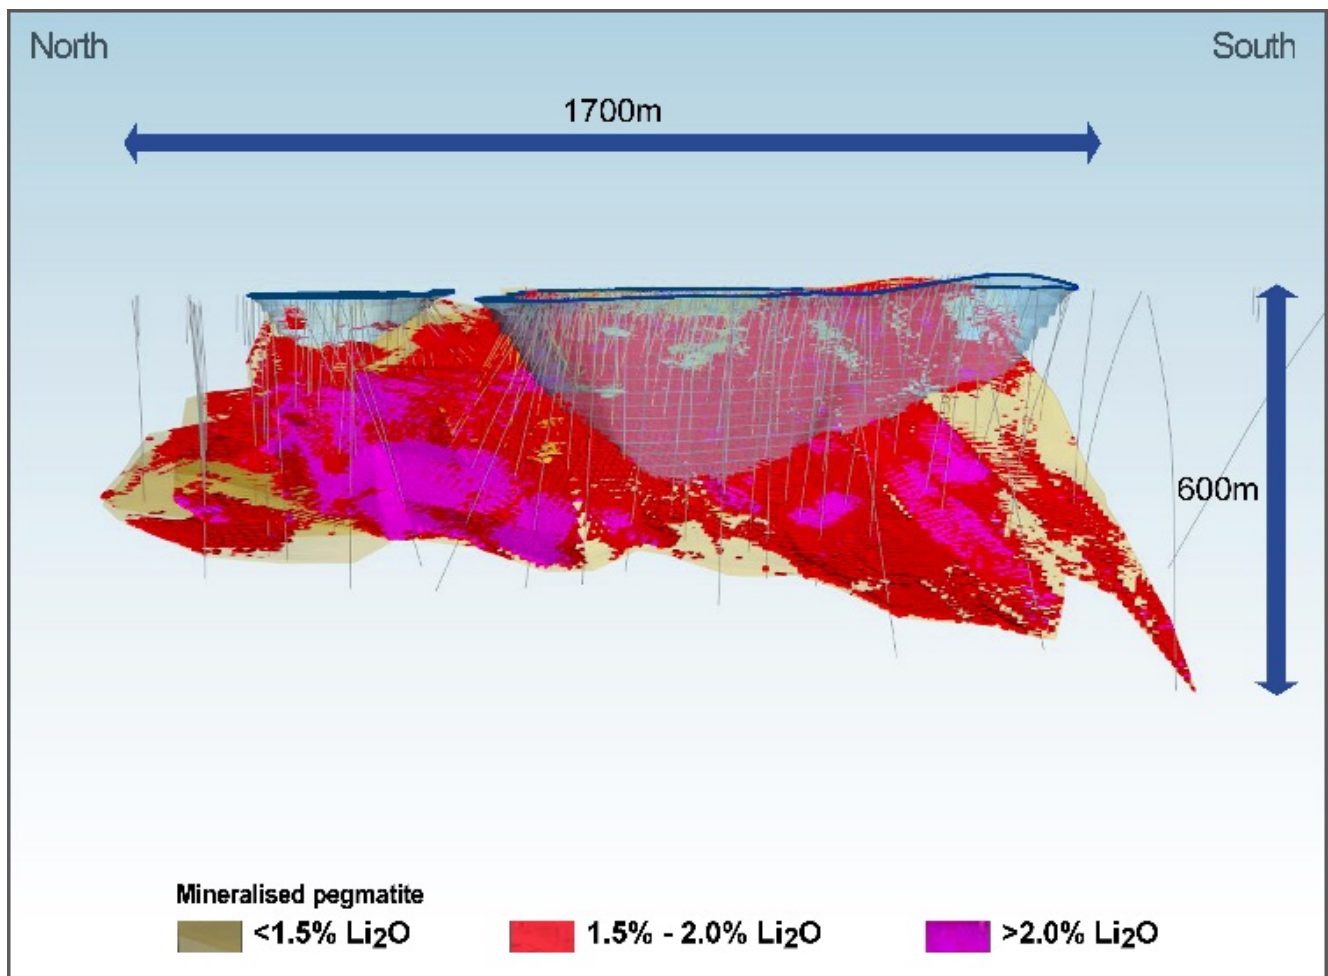 North
South
1700m
600m
Mineralised pegmatite
<1.5% Li₂O
1.5% - 2.0% Li₂O
>2.0% Li₂O